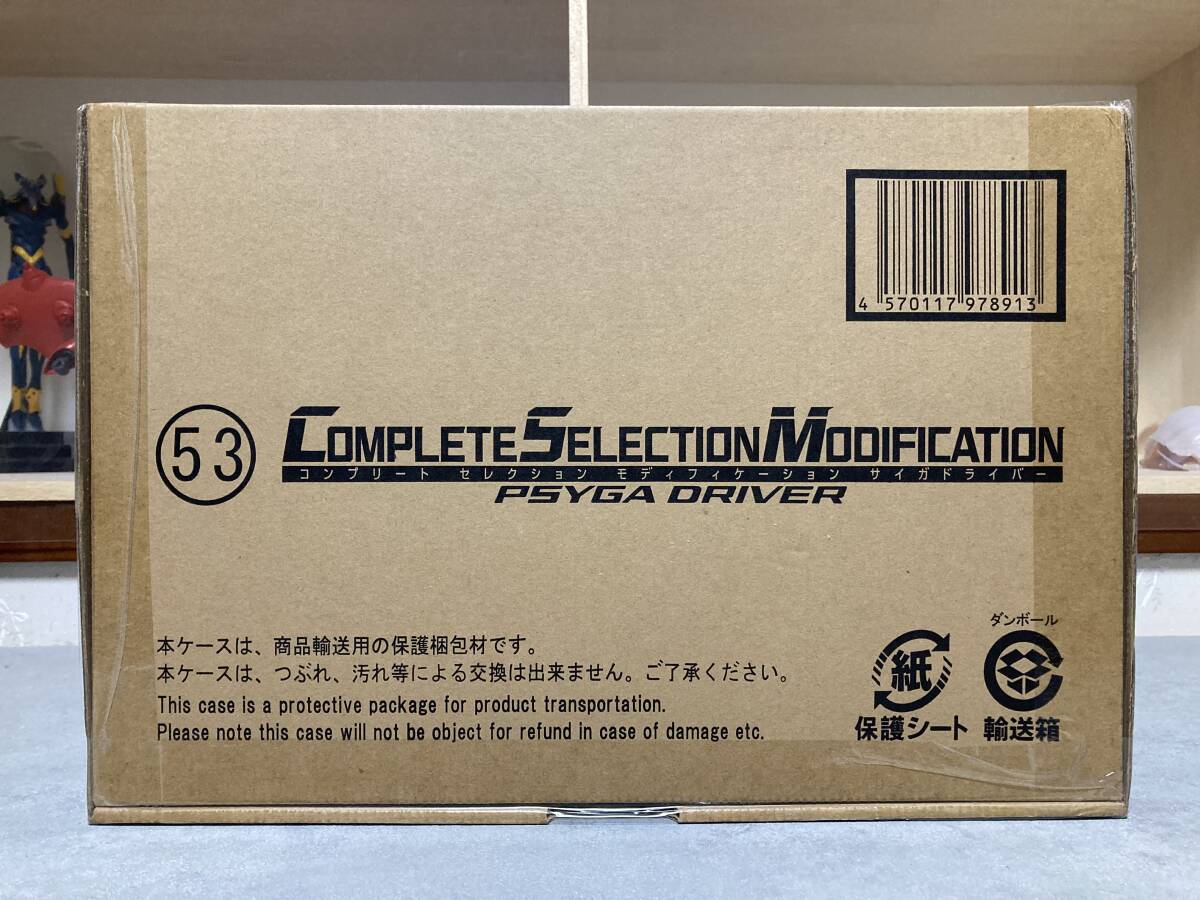 4 570117 978913
53
COMPLETE SELECTION MODIFICATION
コンプリート セレクション モディフィケーション サイガドライバー
PSYGA DRIVER
本ケースは、商品輸送用の保護梱包材です。
本ケースは、つぶれ、汚れ等による交換は出来ません。ご了承ください。
This case is a protective package for product transportation.
Please note this case will not be object for refund in case of damage etc.
紙
保護シート
ダンボール
輸送箱